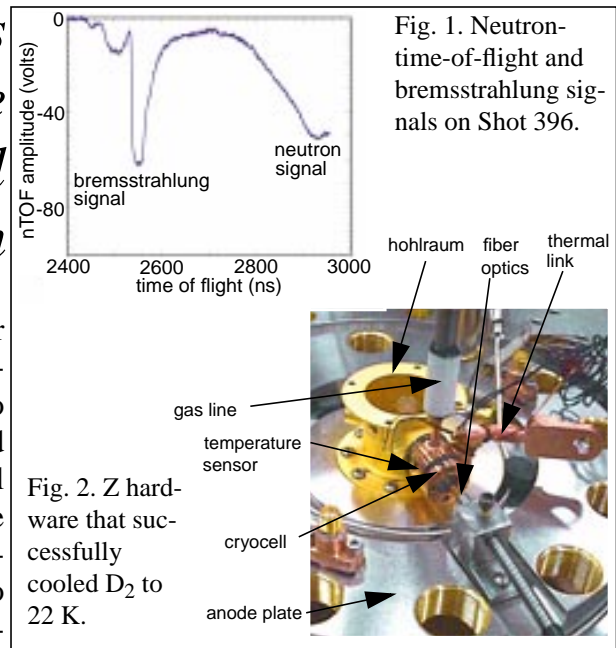 Fig. 1. Neutron-
time-of-flight and
bremsstrahlung sig-
nals on Shot 396.
nTOF amplitude (volts)
0
-40
-80
bremsstrahlung
signal
neutron
signal
2400
2600
2800
3000
time of flight (ns)
hohlraum
fiber
optics
thermal
link
gas line
temperature
sensor
cryocell
anode plate
Fig. 2. Z hard-
ware that suc-
cessfully
cooled D₂ to
22 K.